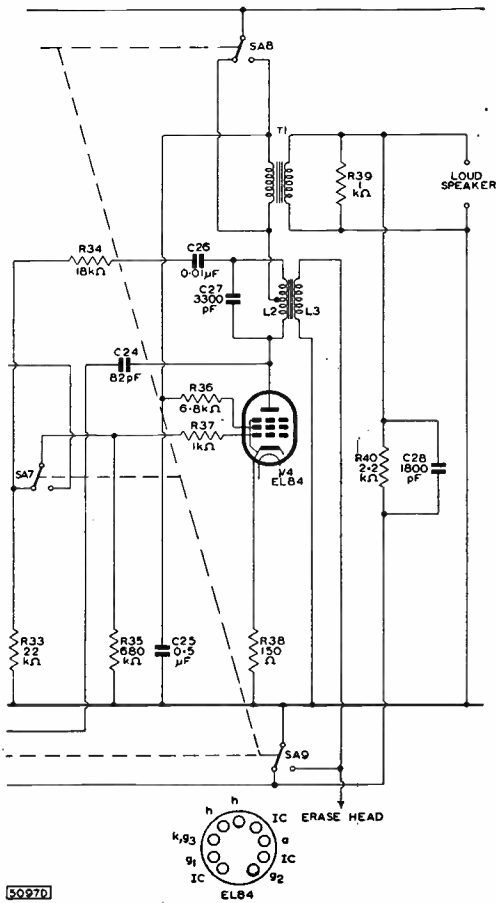 SA8
T1
R39
1
kΩ
LOUD
SPEAKER
R34
18kΩ
C26
0·01μF
C27
3300
pF
L2
L3
C24
82pF
R36
6·8kΩ
R37
1kΩ
V4
EL84
SA7
R40
2·2
kΩ
C28
1800
pF
R33
22
kΩ
R35
680
kΩ
C25
0·5
μF
R38
150
Ω
SA9
ERASE HEAD
h
h
IC
k,g3
a
g1
IC
IC
g2
EL84
5097D